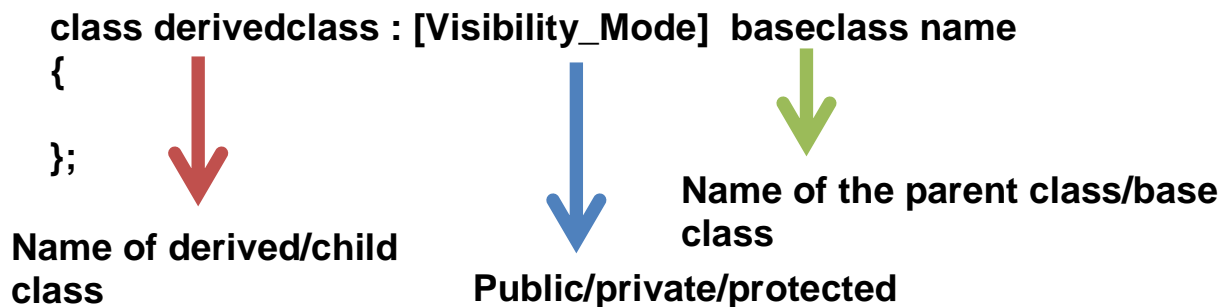 class derivedclass : [Visibility_Mode] baseclass name
{
};
Name of the parent class/base
class
Name of derived/child
class
Public/private/protected